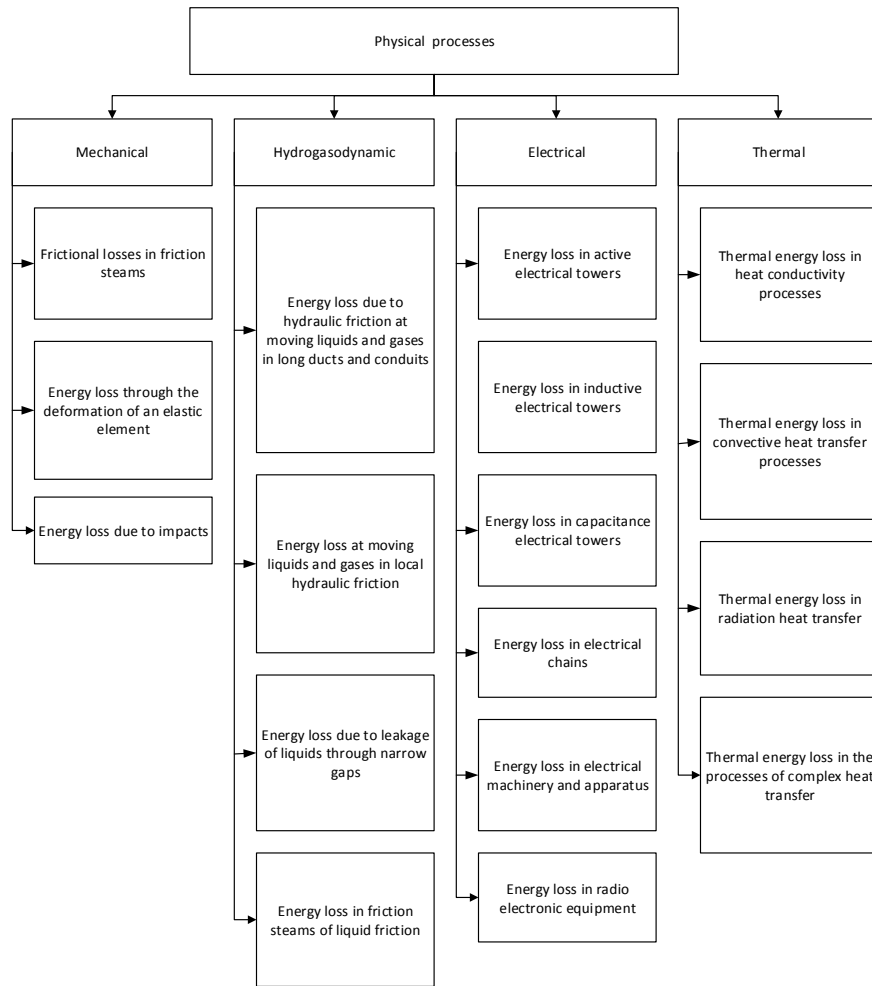 Physical processes
Mechanical
Hydrogasodynamic
Electrical
Thermal
Frictional losses in friction
steams
Energy loss through the
deformation of an elastic
element
Energy loss due to impacts
Energy loss due to
hydraulic friction at
moving liquids and gases
in long ducts and conduits
Energy loss at moving
liquids and gases in local
hydraulic friction
Energy loss due to leakage
of liquids through narrow
gaps
Energy loss in friction
steams of liquid friction
Energy loss in active
electrical towers
Energy loss in inductive
electrical towers
Energy loss in capacitance
electrical towers
Energy loss in electrical
chains
Energy loss in electrical
machinery and apparatus
Energy loss in radio
electronic equipment
Thermal energy loss in
heat conductivity
processes
Thermal energy loss in
convective heat transfer
processes
Thermal energy loss in
radiation heat transfer
Thermal energy loss in the
processes of complex heat
transfer